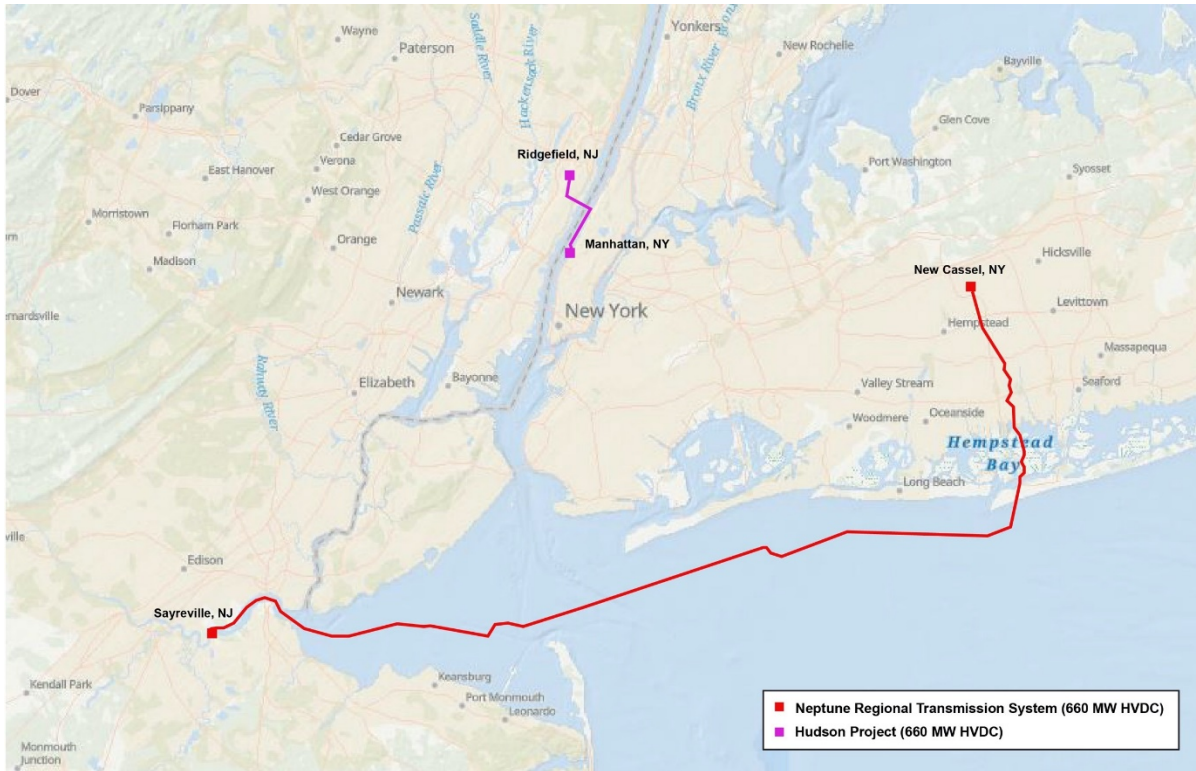 Saddle River
Hackensack River
Yonkers
Bronx River
Bronx
Wayne
Paterson
New Rochelle
Bayville
Dover
Parsippany
Cedar Grove
Glen Cove
Ridgefield, NJ
Verona
East Hanover
Port Washington
Syosset
West Orange
Passaic River
Morristown
Florham Park
Orange
Manhattan, NY
Hicksville
Madison
New Cassel, NY
Newark
Levittown
New York
Hempstead
Massapequa
Rahway River
Elizabeth
Bayonne
Valley Stream
Seaford
Woodmere
Oceanside
Hempstead
Bay
Long Beach
Edison
Sayreville, NJ
Kendall Park
Keansburg
Port Monmouth
Leonardo
Monmouth
Junction
Neptune Regional Transmission System (660 MW HVDC)
Hudson Project (660 MW HVDC)